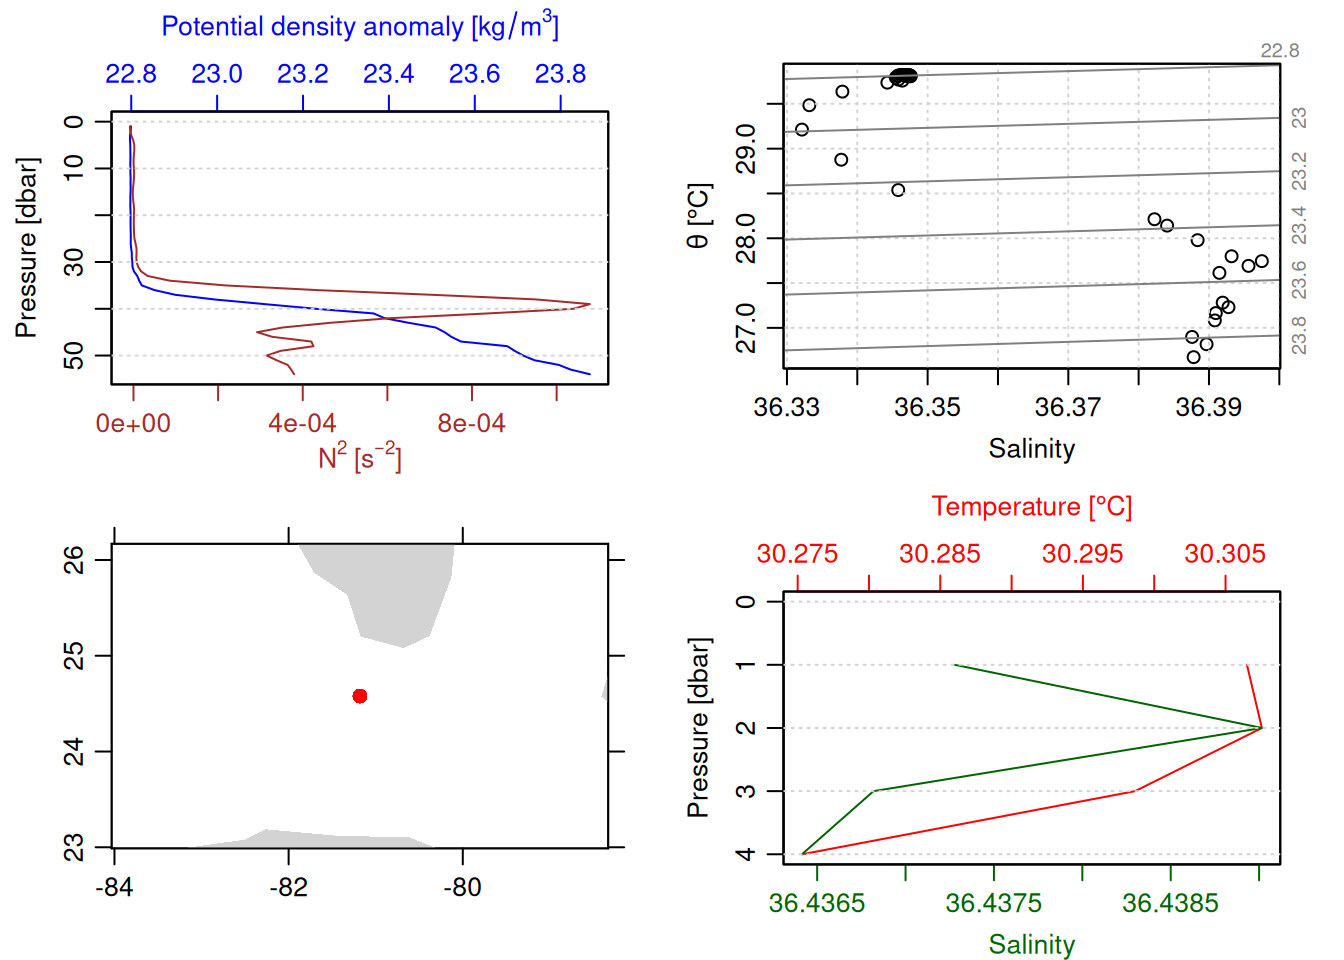 Potential density anomaly [kg/m³]
22.8 23.0 23.2 23.4 23.6 23.8
Pressure [dbar]
0
10
30
50
0e+00 4e-04 8e-04
N² [s⁻²]
22.8
23
23.2
23.4
23.6
23.8
θ [°C]
29.0
28.0
27.0
36.33 36.35 36.37 36.39
Salinity
26
25
24
23
-84 -82 -80
Temperature [°C]
30.275 30.285 30.295 30.305
Pressure [dbar]
0
1
2
3
4
36.4365 36.4375 36.4385
Salinity